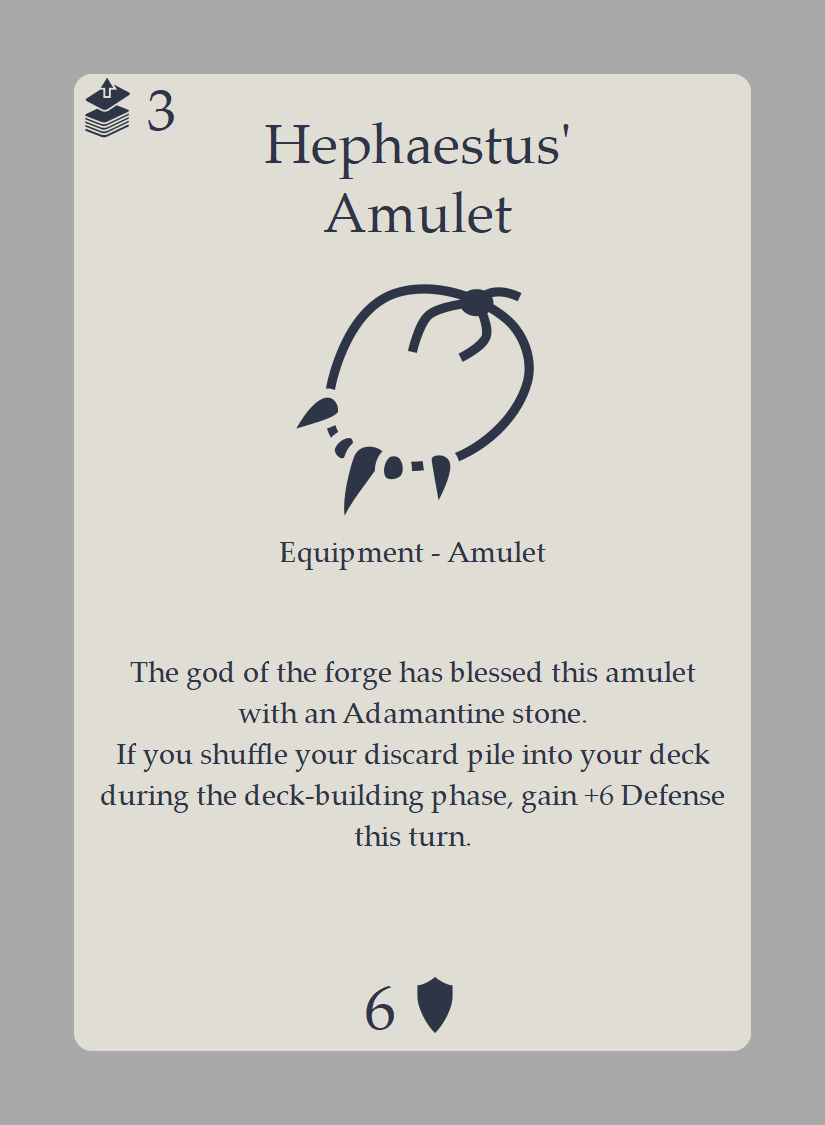 3
Hephaestus'
Amulet
Equipment - Amulet
The god of the forge has blessed this amulet
with an Adamantine stone.
If you shuffle your discard pile into your deck
during the deck-building phase, gain +6 Defense
this turn.
6